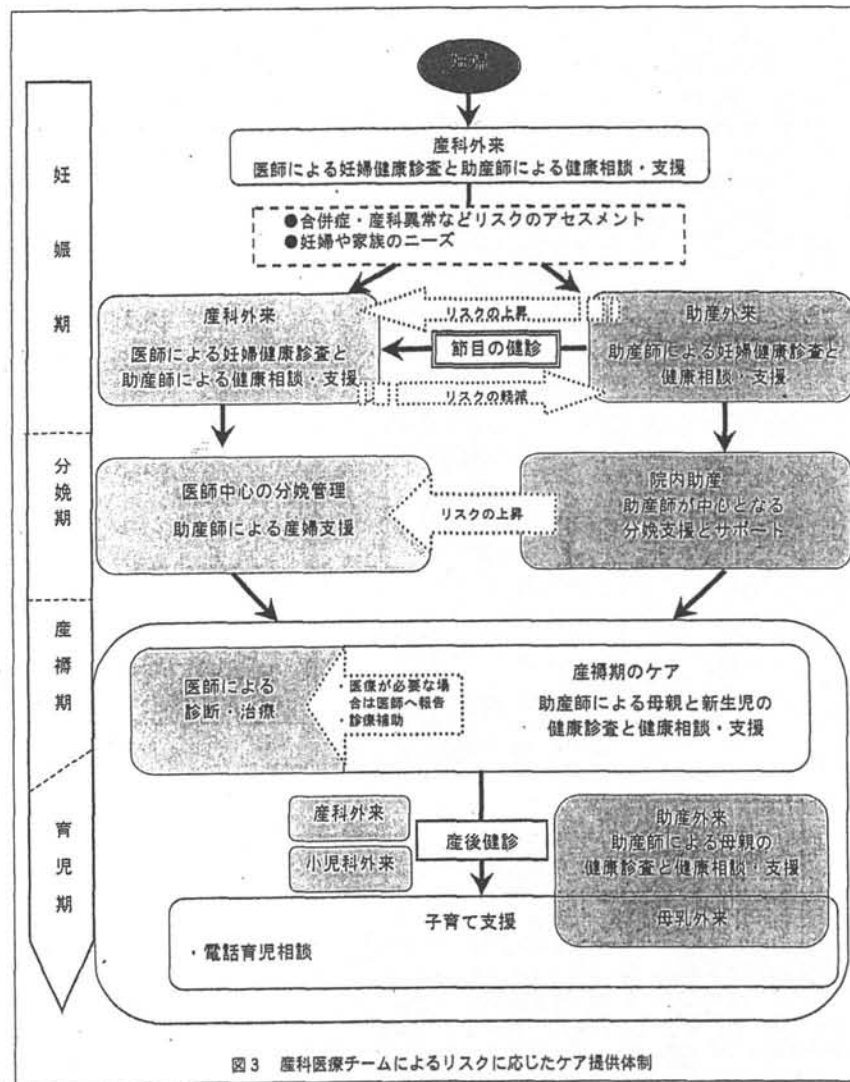 産科外来
医師による妊婦健康診査と助産師による健康相談・支援
●合併症・産科異常などリスクのアセスメント
●妊婦や家族のニーズ
妊娠期
リスクの上昇
産科外来
医師による妊婦健康診査と
助産師による健康相談・支援
節目の健診
助産外来
助産師による妊婦健康診査と
健康相談・支援
リスクの軽減
分娩期
医師中心の分娩管理
助産師による産婦支援
リスクの上昇
院内助産
助産師が中心となる
分娩支援とサポート
産褥期
医師による
診断・治療
・医療が必要な場
合は医師へ報告
・診療補助
産褥期のケア
助産師による母親と新生児の
健康診査と健康相談・支援
育児期
産科外来
小児科外来
産後健診
助産外来
助産師による母親の
健康診査と健康相談・支援
母乳外来
子育て支援
・電話育児相談
図3 産科医療チームによるリスクに応じたケア提供体制